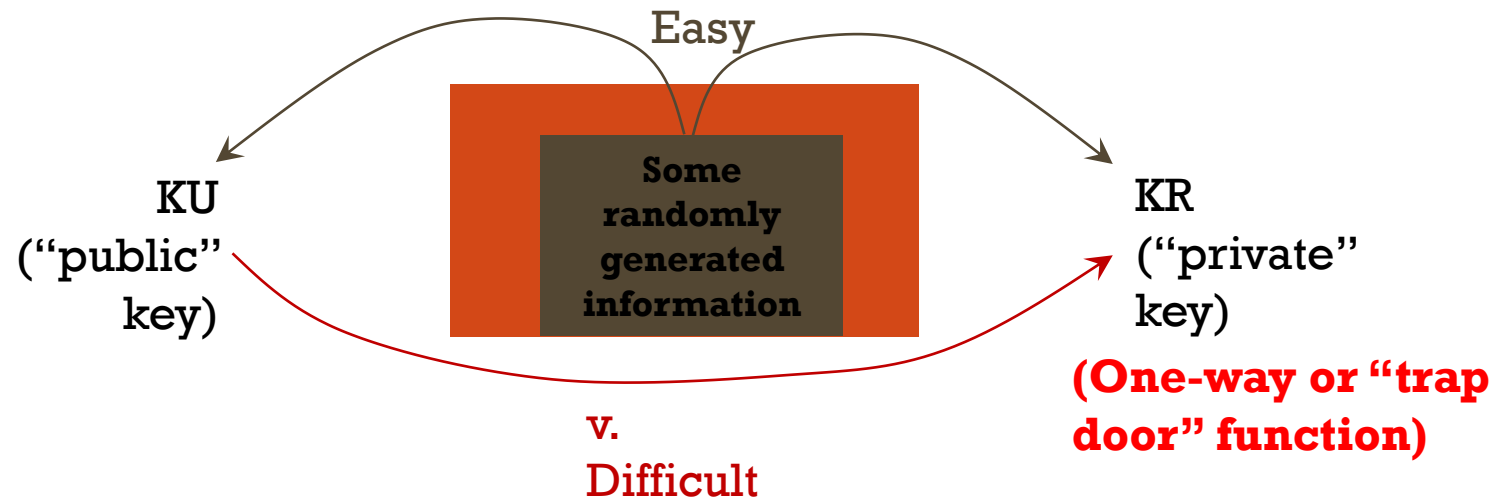 Easy
Some
randomly
generated
information
KU
(“public”
key)
KR
(“private”
key)
(One-way or “trap
door” function)
v.
Difficult